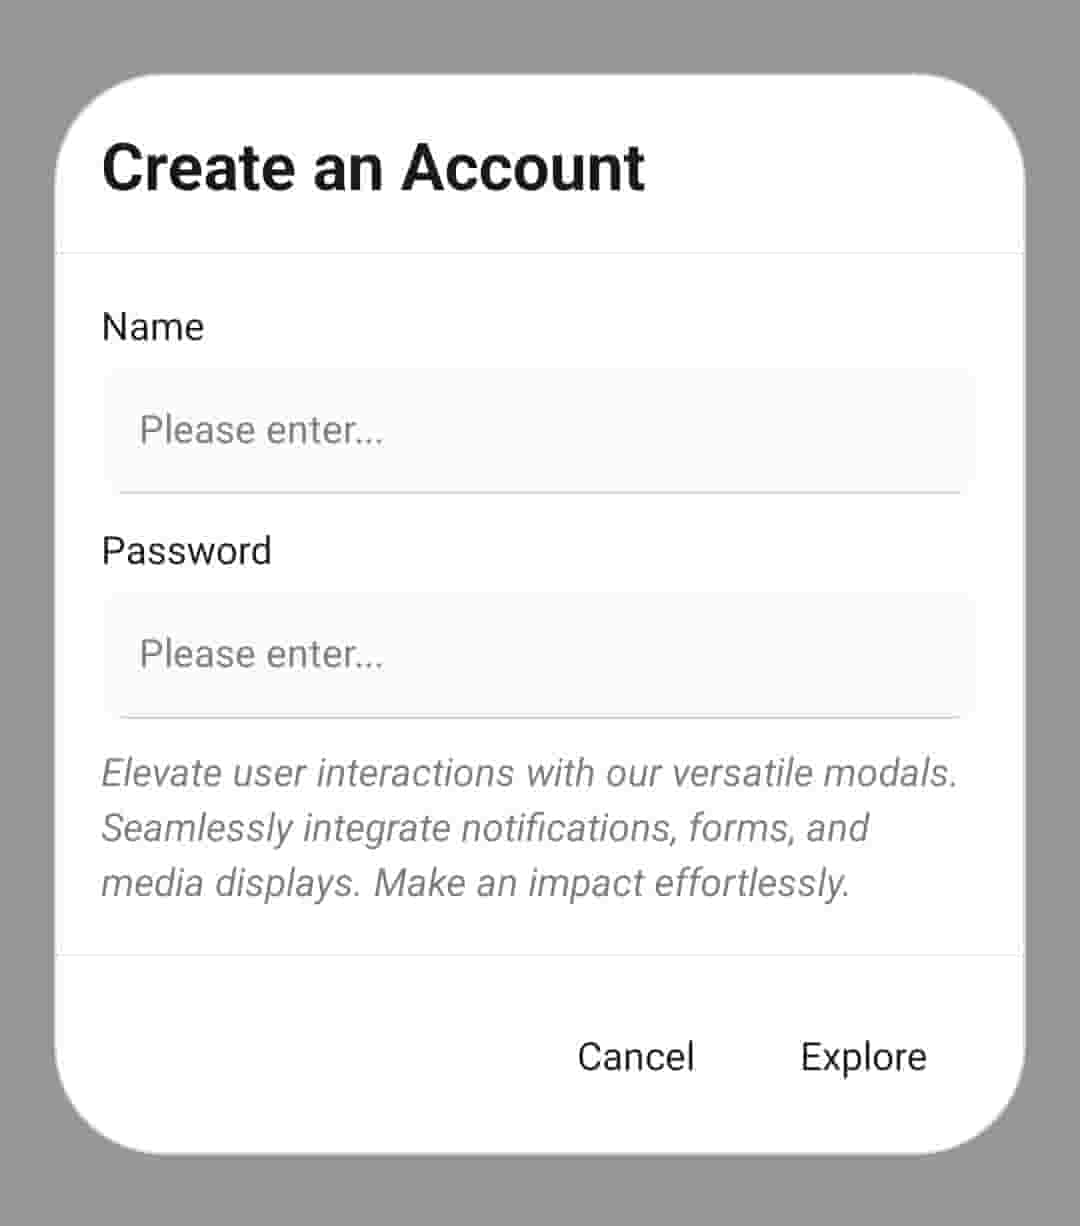 Create an Account
Name
Please enter...
Password
Please enter...
Elevate user interactions with our versatile modals.
Seamlessly integrate notifications, forms, and
media displays. Make an impact effortlessly.
Cancel Explore